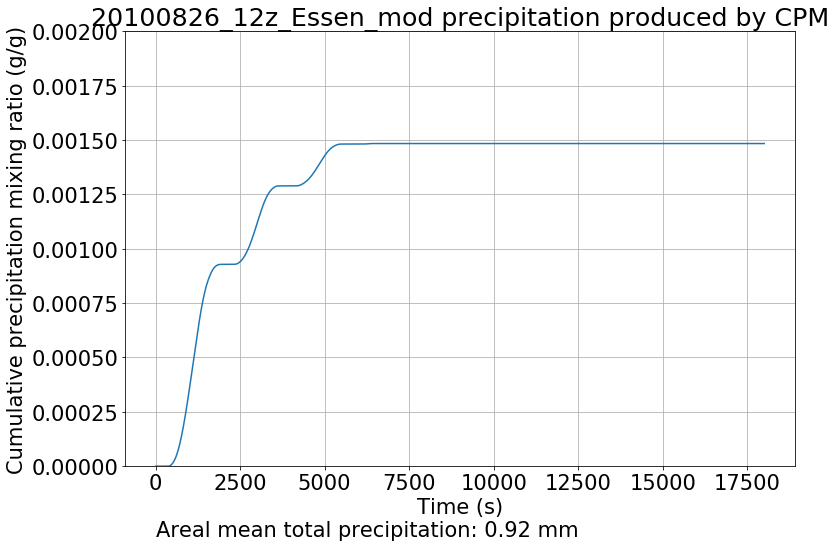 20100826_12z_Essen_mod precipitation produced by CPM
Cumulative precipitation mixing ratio (g/g)
0.00200
0.00175
0.00150
0.00125
0.00100
0.00075
0.00050
0.00025
0.00000
0 2500 5000 7500 10000 12500 15000 17500
Time (s)
Areal mean total precipitation: 0.92 mm